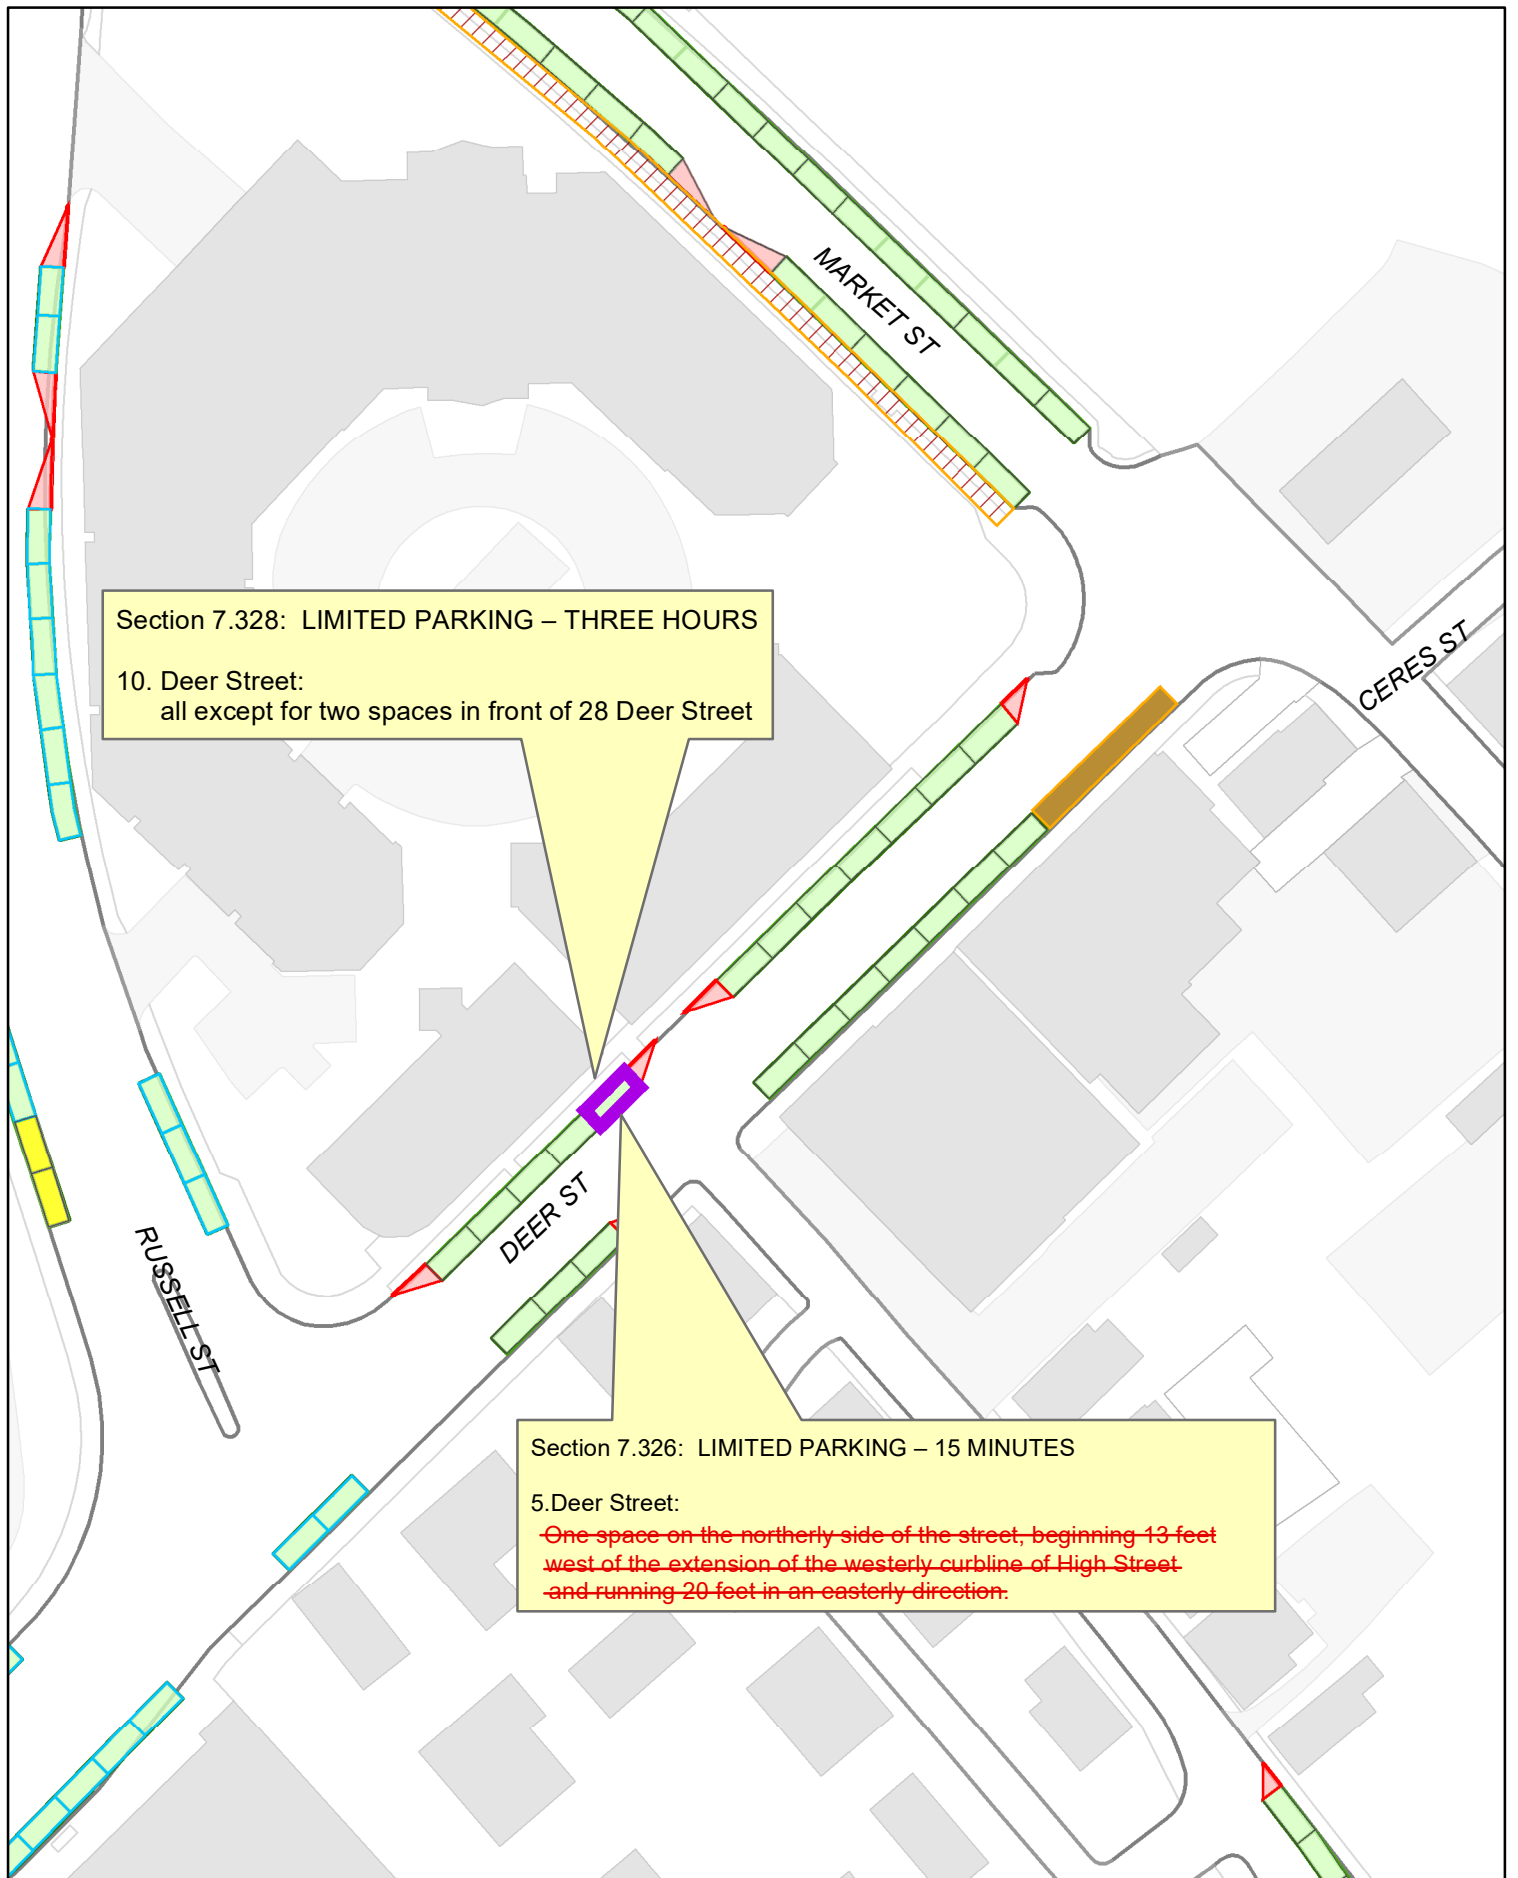 MARKET ST
Section 7.328: LIMITED PARKING – THREE HOURS
10. Deer Street:
all except for two spaces in front of 28 Deer Street
CERES ST
DEER ST
RUSSELL ST
Section 7.326: LIMITED PARKING – 15 MINUTES
5.Deer Street:
One space on the northerly side of the street, beginning 13 feet
west of the extension of the westerly curbline of High Street
and running 20 feet in an easterly direction.